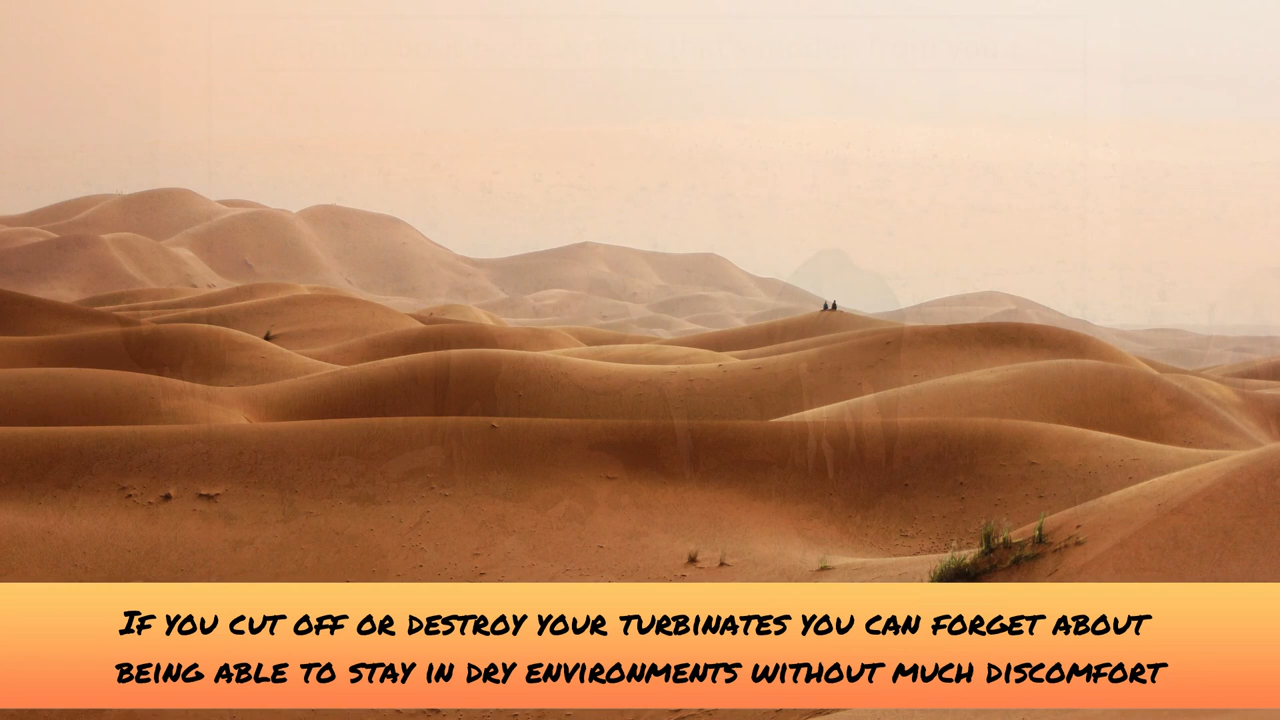 If you cut off or destroy your turbinates you can forget about
being able to stay in dry environments without much discomfort